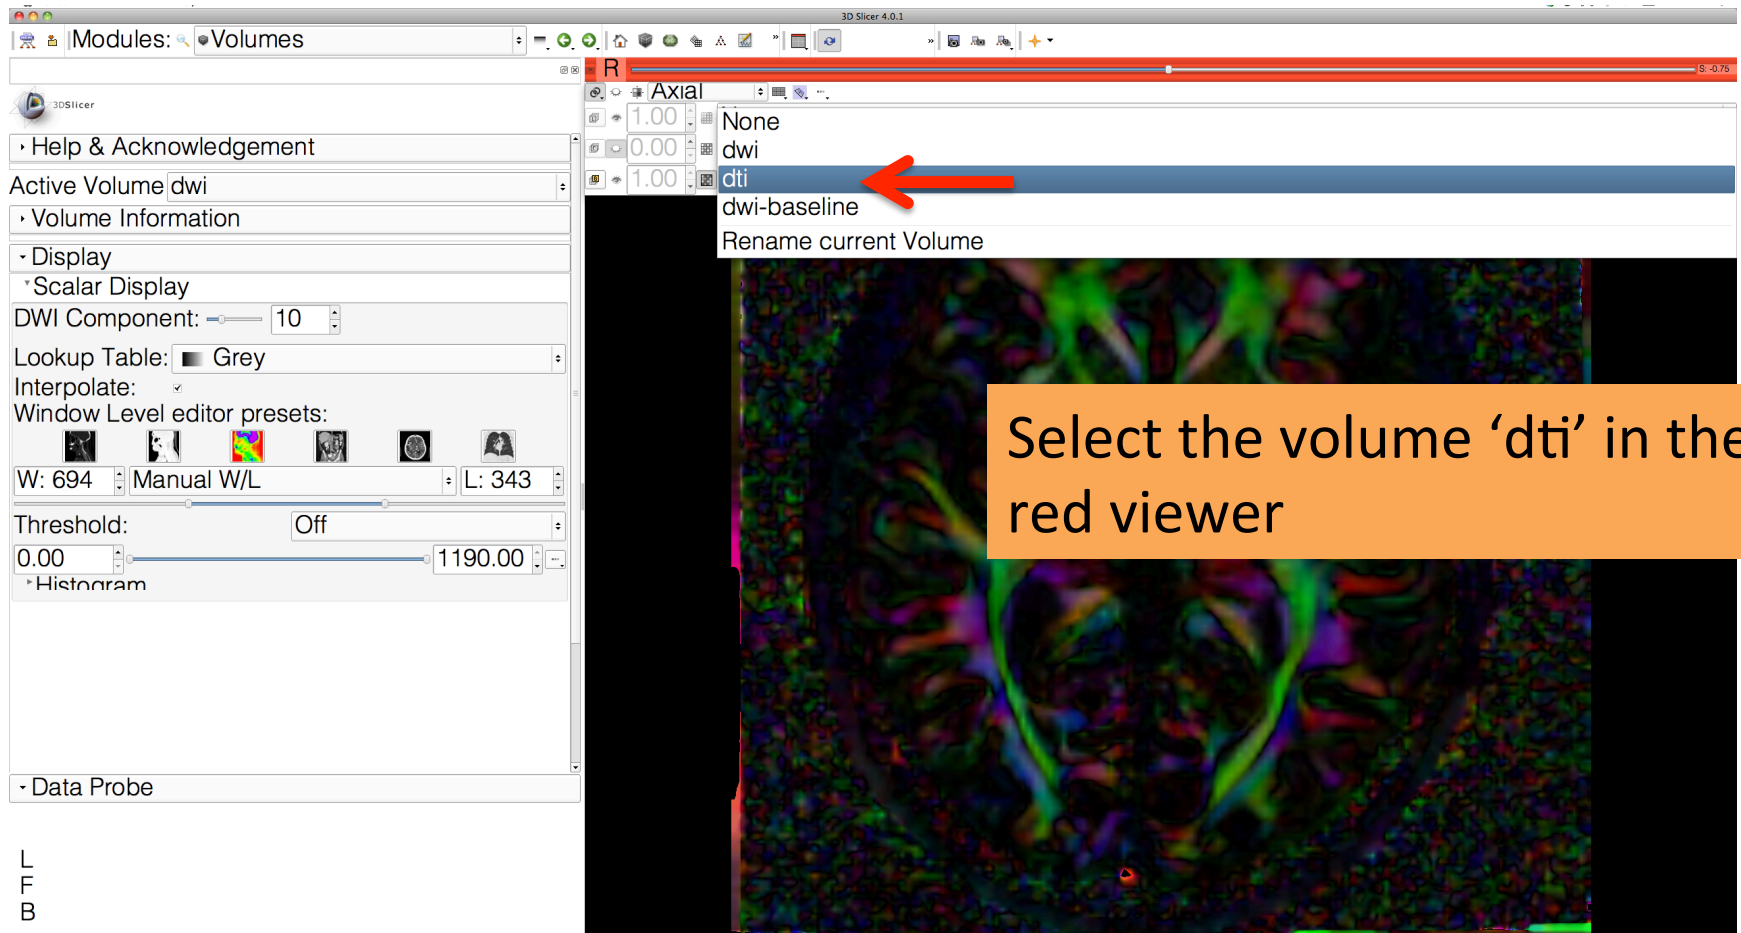 3D Slicer 4.0.1
Modules: Volumes
R
S: -0.75
3DSlicer
Axial
1.00
None
Help & Acknowledgement
0.00
dwi
Active Volume dwi
1.00
dti
dwi-baseline
Volume Information
Rename current Volume
Display
Scalar Display
DWI Component: 10
Lookup Table: Grey
Interpolate:
Window Level editor presets:
W: 694 Manual W/L L: 343
Threshold: Off
0.00 1190.00
Histogram
Select the volume ‘dti’ in the
red viewer
Data Probe
L
F
B